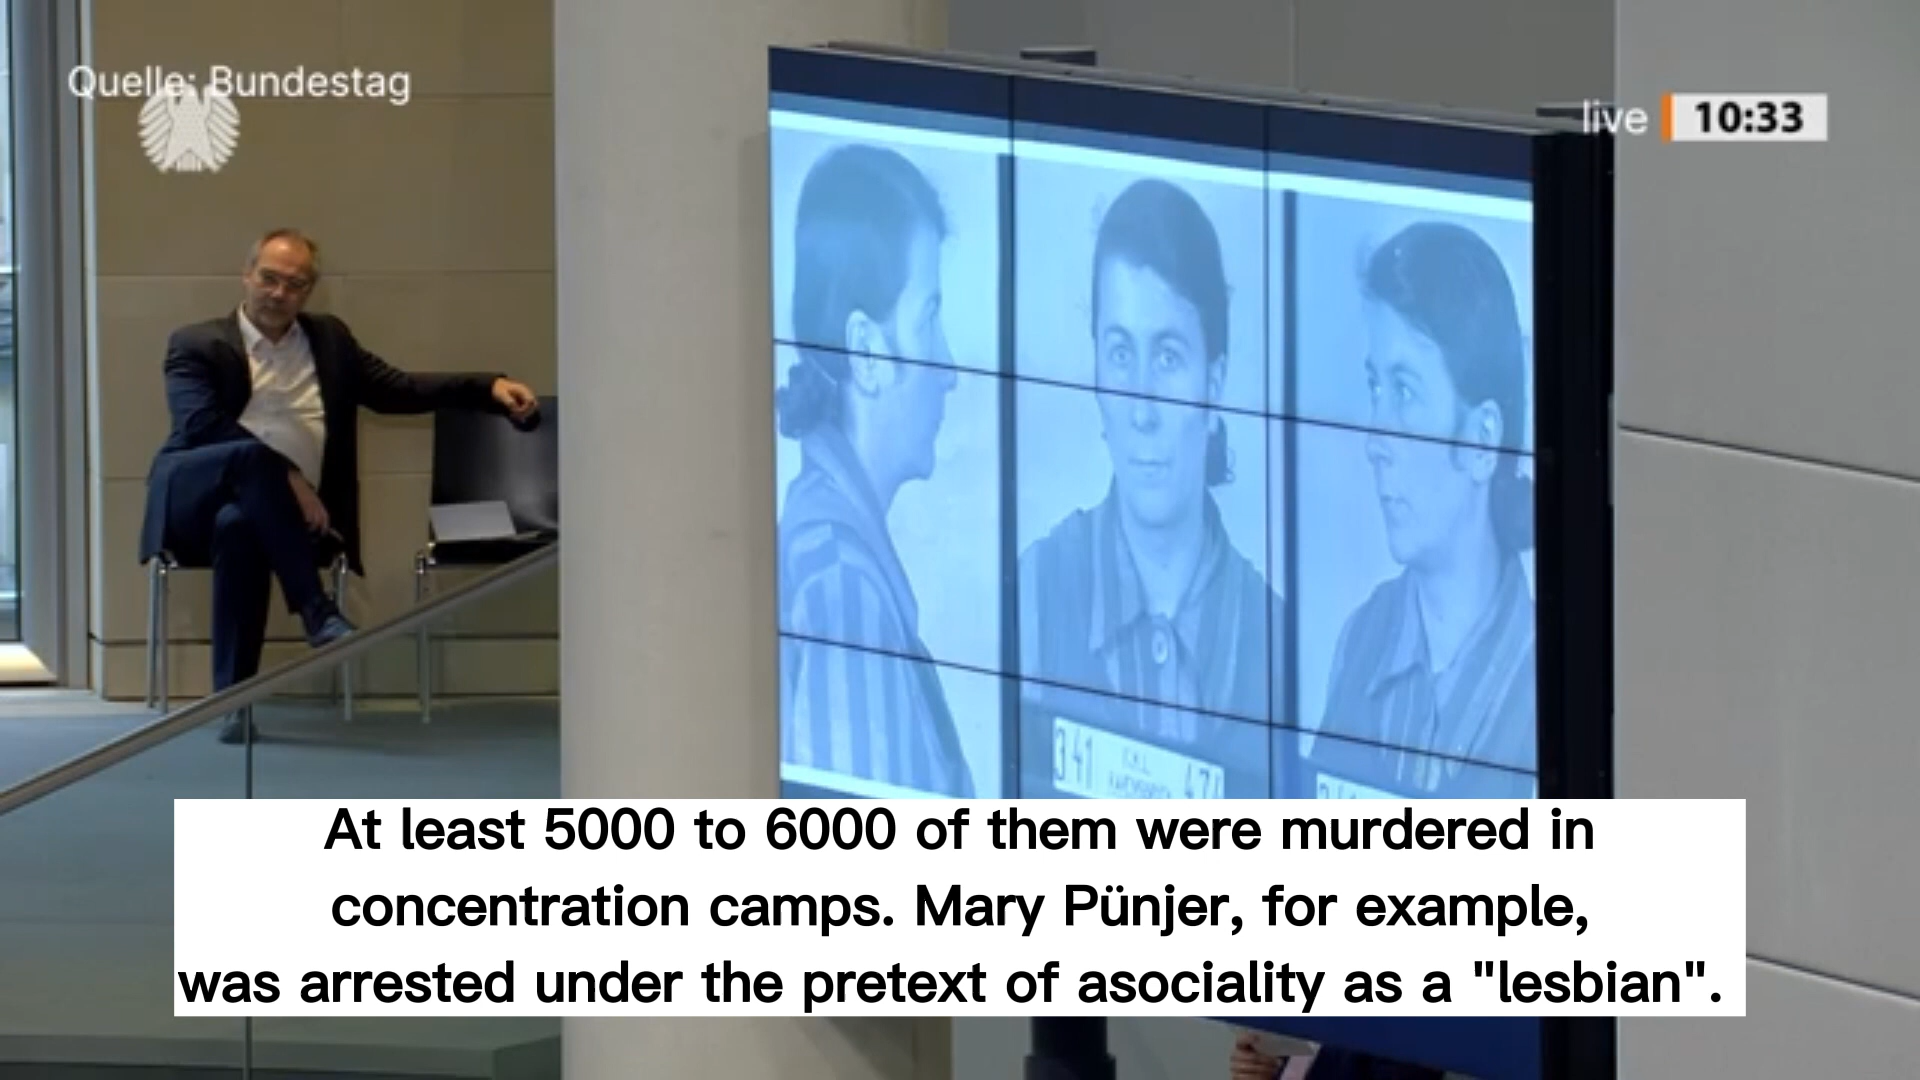 Quelle: Bundestag
live 10:33
At least 5000 to 6000 of them were murdered in
concentration camps. Mary Pünjer, for example,
was arrested under the pretext of asociality as a "lesbian".